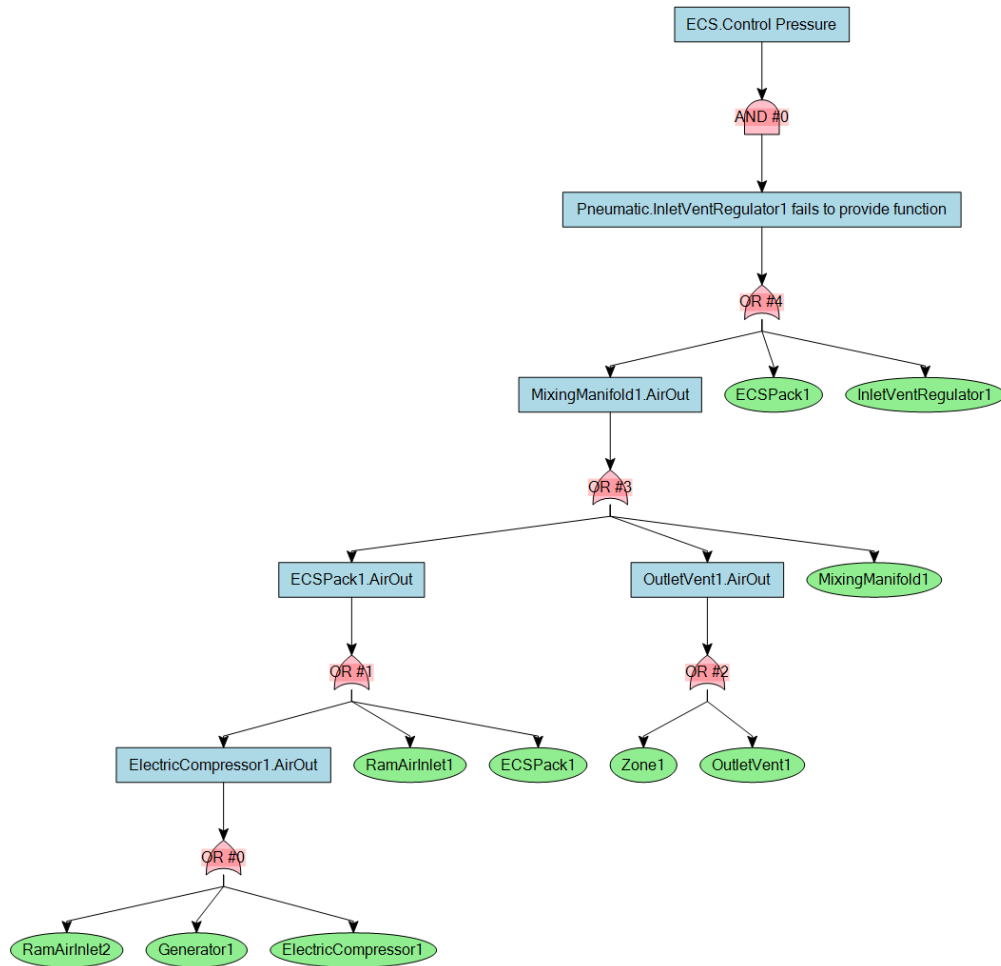 ECS.Control Pressure
AND #0
Pneumatic.InletVentRegulator1 fails to provide function
OR #4
MixingManifold1.AirOut
ECSPack1
InletVentRegulator1
OR #3
ECSPack1.AirOut
OutletVent1.AirOut
MixingManifold1
OR #1
OR #2
ElectricCompressor1.AirOut
RamAirInlet1
ECSPack1
Zone1
OutletVent1
OR #0
RamAirInlet2
Generator1
ElectricCompressor1